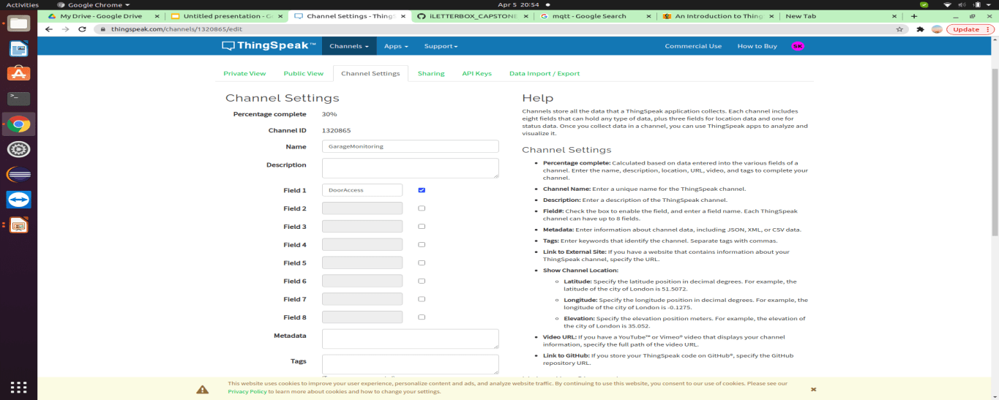 Activities
Google Chrome
Apr 5 20:54
My Drive - Google Drive
Untitled presentation - G
Channel Settings - Thing
iLETTERBOX_CAPSTONE
mqtt - Google Search
An Introduction to Thing
New Tab
thingspeak.com/channels/1320865/edit
Update
ThingSpeak™
Channels
Apps
Support
Commercial Use
How to Buy
SK
Private View
Public View
Channel Settings
Sharing
API Keys
Data Import / Export
Channel Settings
Percentage complete 30%
Channel ID 1320865
Name GarageMonitoring
Description
Field 1 DoorAccess
Field 2
Field 3
Field 4
Field 5
Field 6
Field 7
Field 8
Metadata
Tags
Help
Channels store all the data that a ThingSpeak application collects. Each channel includes
eight fields that can hold any type of data, plus three fields for location data and one for
status data. Once you collect data in a channel, you can use ThingSpeak apps to analyze and
visualize it.
Channel Settings
Percentage complete: Calculated based on data entered into the various fields of a
channel. Enter the name, description, location, URL, video, and tags to complete your
channel.
Channel Name: Enter a unique name for the ThingSpeak channel.
Description: Enter a description of the ThingSpeak channel.
Field#: Check the box to enable the field, and enter a field name. Each ThingSpeak
channel can have up to 8 fields.
Metadata: Enter information about channel data, including JSON, XML, or CSV data.
Tags: Enter keywords that identify the channel. Separate tags with commas.
Link to External Site: If you have a website that contains information about your
ThingSpeak channel, specify the URL.
Show Channel Location:
Latitude: Specify the latitude position in decimal degrees. For example, the
latitude of the city of London is 51.5072.
Longitude: Specify the longitude position in decimal degrees. For example, the
longitude of the city of London is -0.1275.
Elevation: Specify the elevation position meters. For example, the elevation of
the city of London is 35.052.
Video URL: If you have a YouTube™ or Vimeo® video that displays your channel
information, specify the full path of the video URL.
Link to GitHub: If you store your ThingSpeak code on GitHub®, specify the GitHub
repository URL.
This website uses cookies to improve your user experience, personalize content and ads, and analyze website traffic. By continuing to use this website, you consent to our use of cookies. Please see our
Privacy Policy to learn more about cookies and how to change your settings.